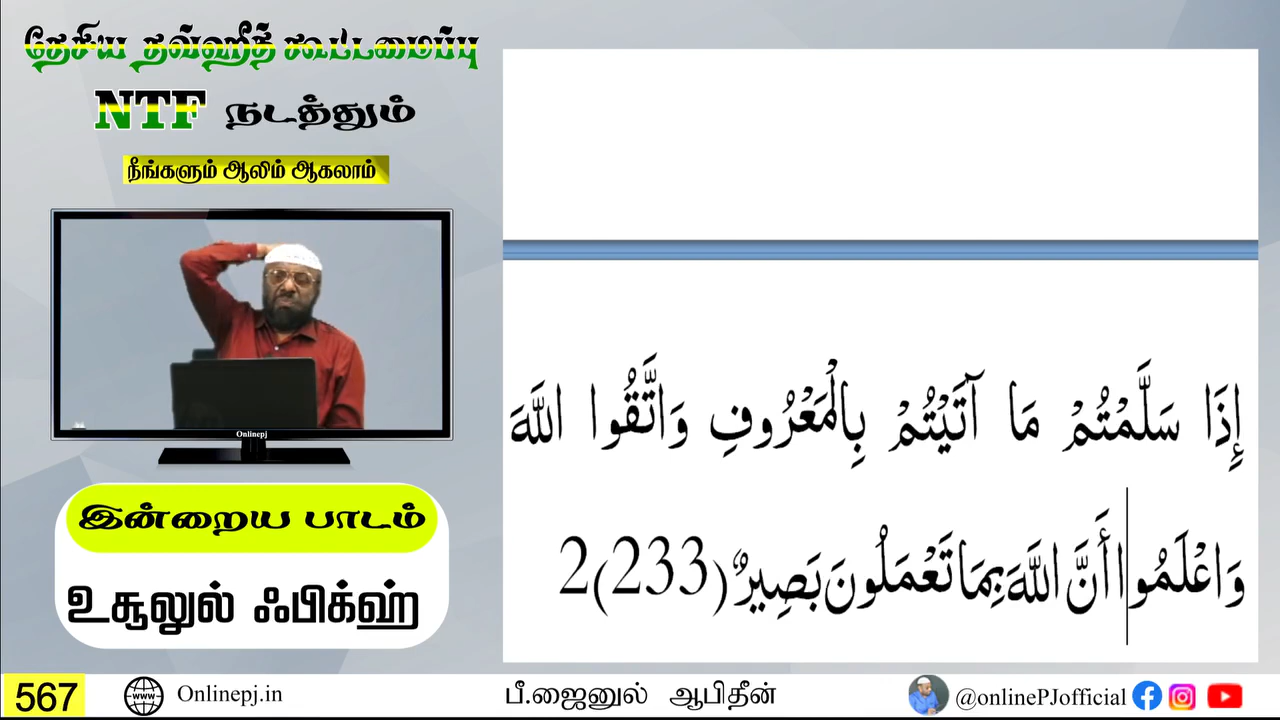 தேசிய தவ்ஹீத் கூட்டமைப்பு
NTF நடத்தும்
நீங்களும் ஆலிம் ஆகலாம்
Onlinepj
இன்றைய பாடம்
உசூலுல் ஃபிக்ஹ்
إِذَا سَلَّمْتُمْ مَا آتَيْتُمْ بِالْمَعْرُوفِ وَاتَّقُوا اللَّهَ
وَاعْلَمُوا أَنَّ اللَّهَ بِمَا تَعْمَلُونَ بَصِيرٌ (233)2
567
www
Onlinepj.in
பீ.ஜைனுல் ஆபிதீன்
@onlinePJofficial